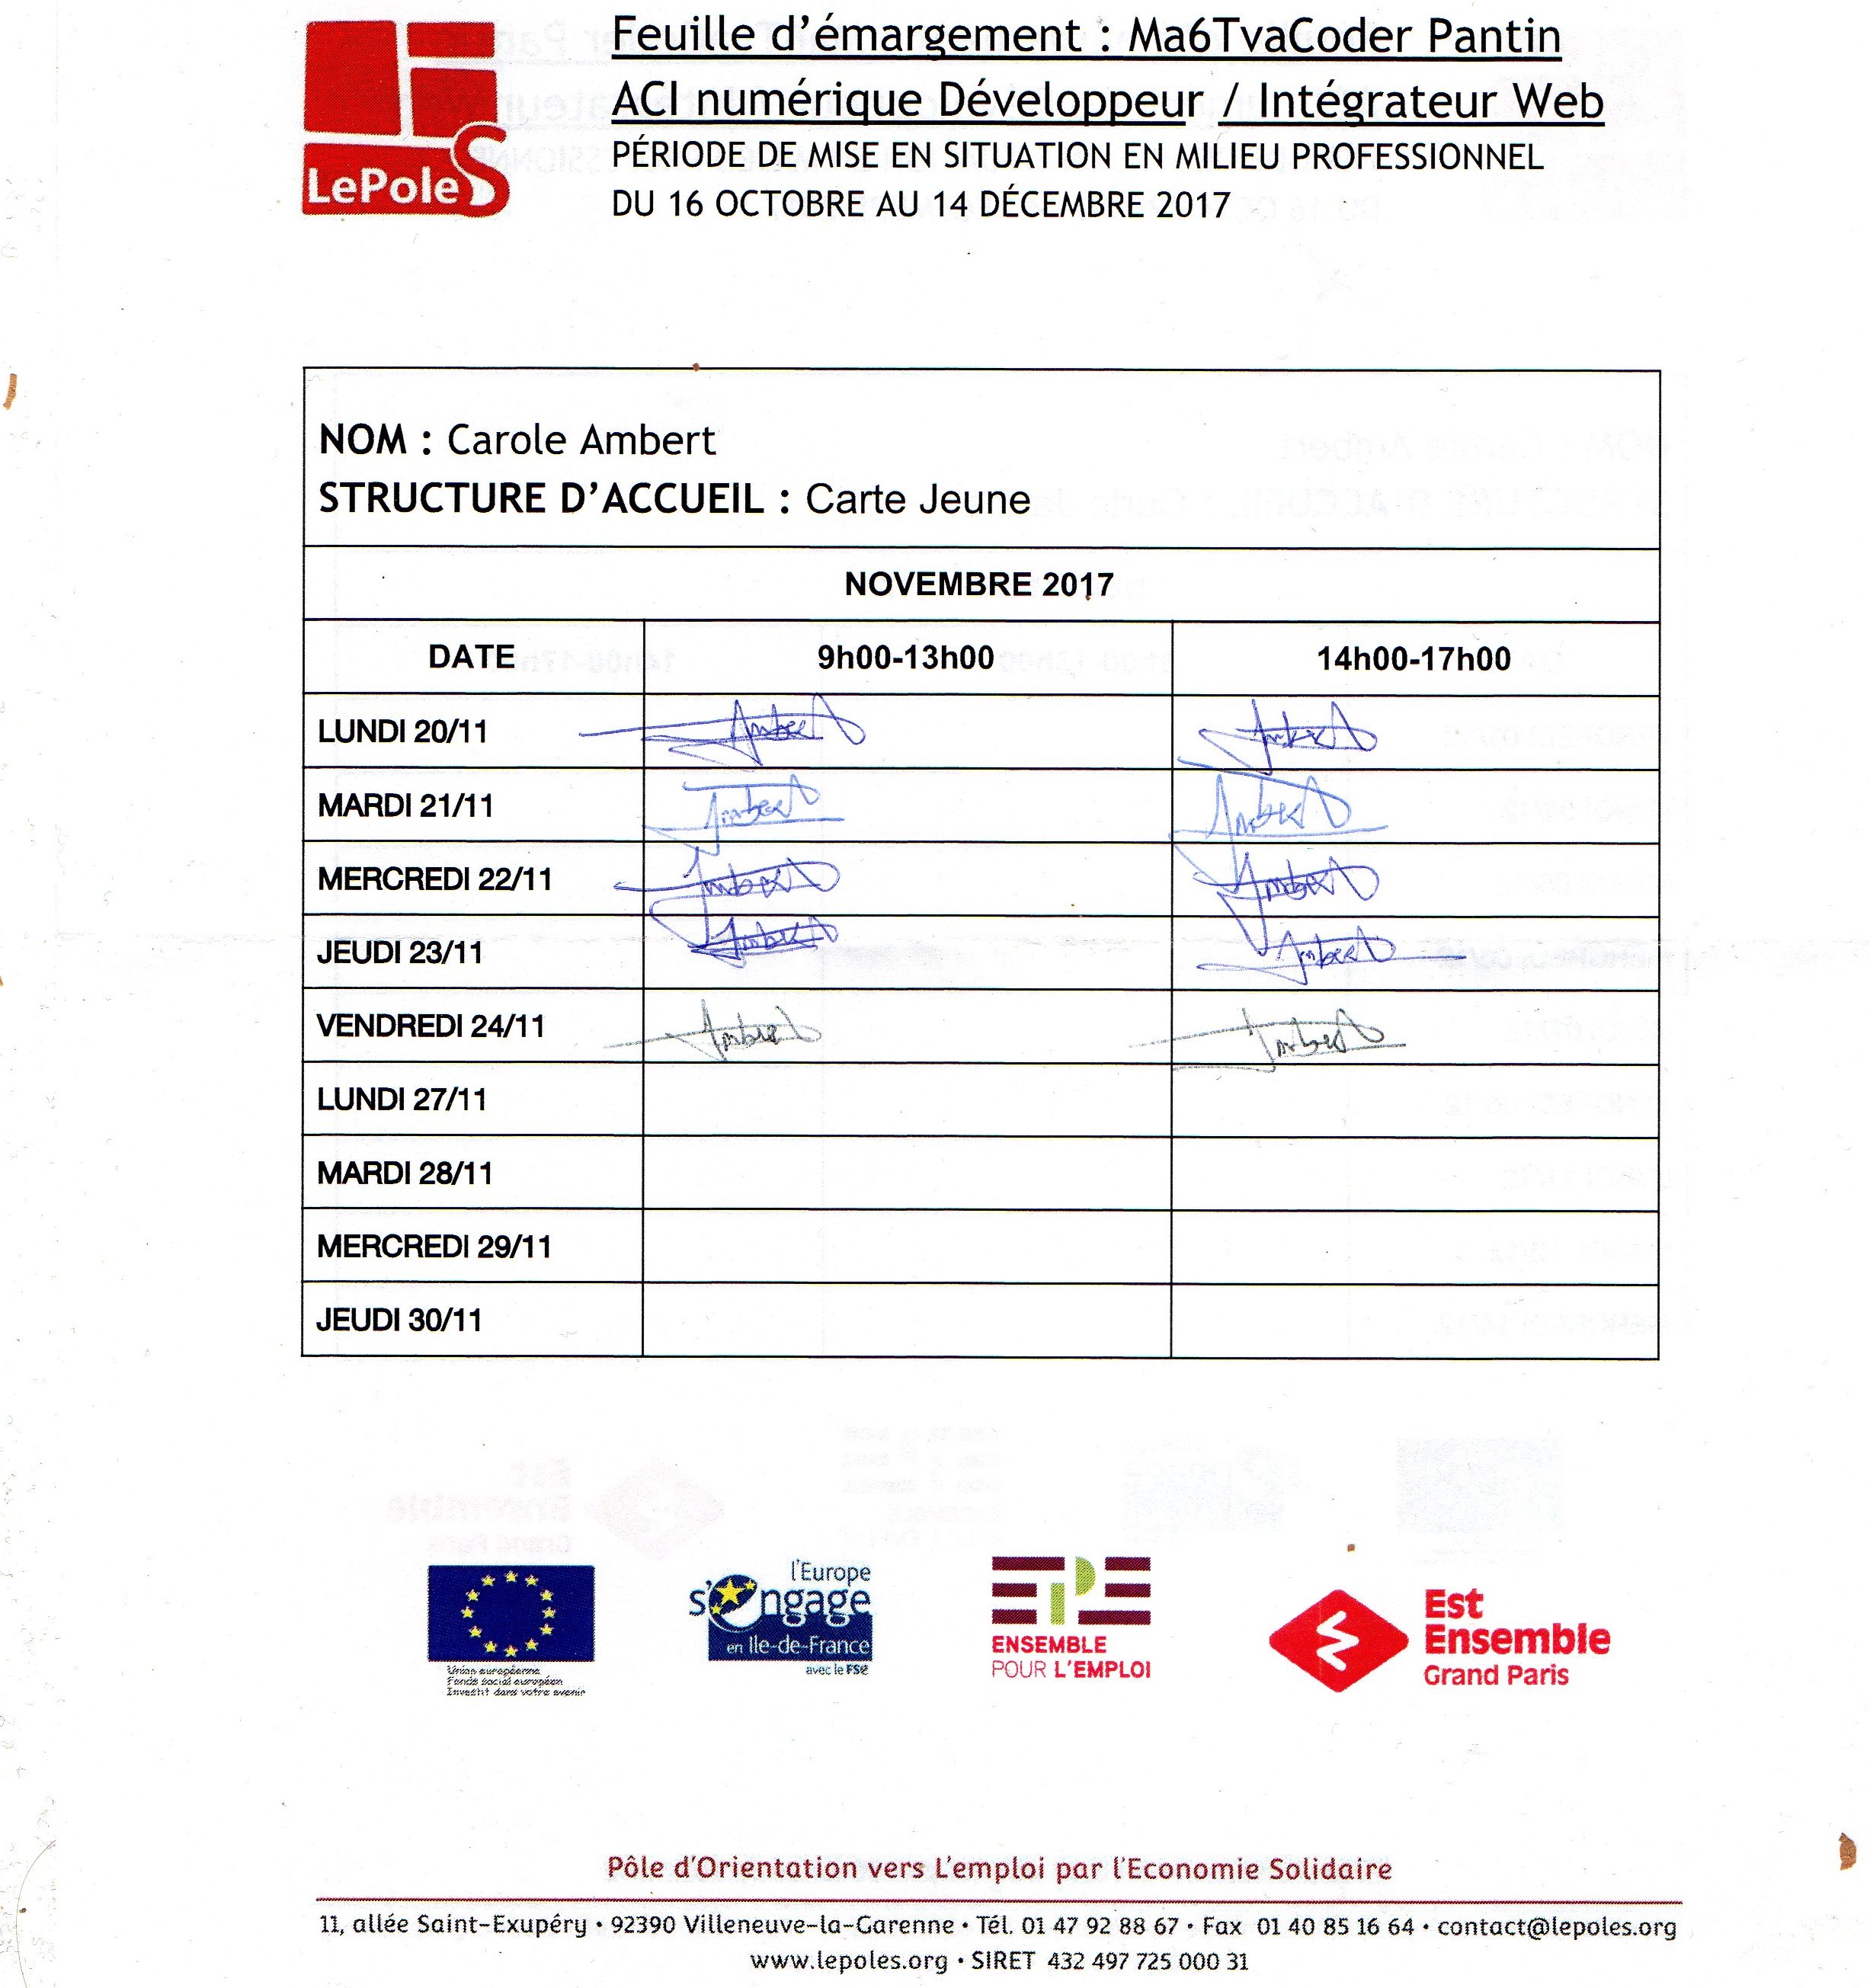 Feuille d'émargement : Ma6TvaCoder Pantin
ACI numérique Développeur / Intégrateur Web
PÉRIODE DE MISE EN SITUATION EN MILIEU PROFESSIONNEL
DU 16 OCTOBRE AU 14 DÉCEMBRE 2017
LePoleS
NOM : Carole Ambert
STRUCTURE D'ACCUEIL : Carte Jeune
NOVEMBRE 2017
DATE 9h00-13h00 14h00-17h00
LUNDI 20/11 Ambert Ambert
MARDI 21/11 Ambert Ambert
MERCREDI 22/11 Ambert Ambert
JEUDI 23/11 Ambert Ambert
VENDREDI 24/11 Ambert Ambert
LUNDI 27/11
MARDI 28/11
MERCREDI 29/11
JEUDI 30/11
Union européenne
Fonds social européen
Investit dans votre avenir
l'Europe
s'engage
en Ile-de-France
avec le FSE
EPE
ENSEMBLE
POUR L'EMPLOI
Est
Ensemble
Grand Paris
Pôle d'Orientation vers L'emploi par l'Economie Solidaire
11, allée Saint-Exupéry • 92390 Villeneuve-la-Garenne • Tél. 01 47 92 88 67 • Fax 01 40 85 16 64 • contact@lepoles.org
www.lepoles.org • SIRET 432 497 725 000 31